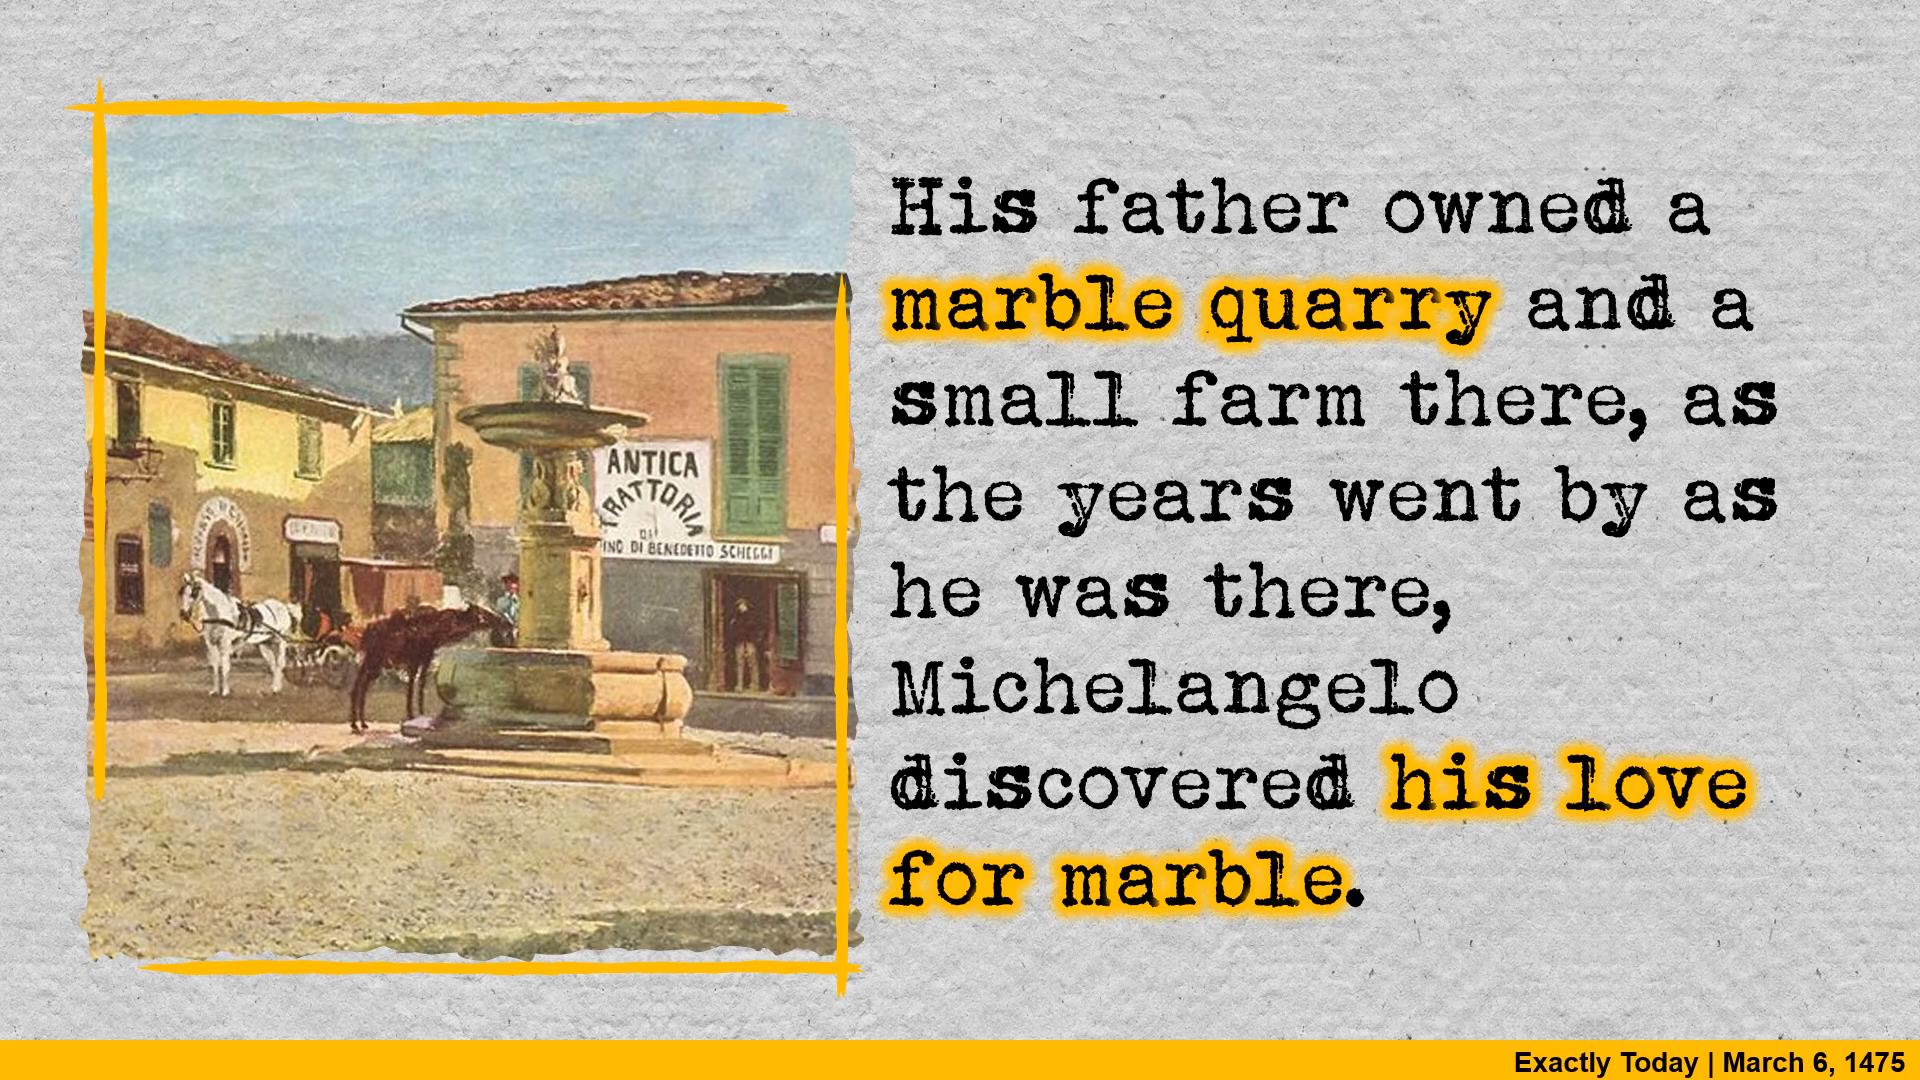 ANTICA
TRATTORIA
DI
INO DI BENEDETTO SCHEGGI
His father owned a
marble quarry and a
small farm there, as
the years went by as
he was there,
Michelangelo
discovered his love
for marble.
Exactly Today | March 6, 1475